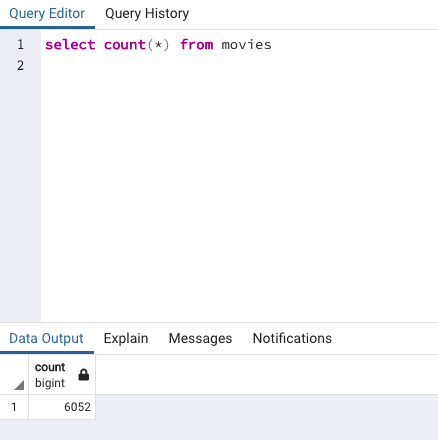 Query Editor Query History
1 select count(*) from movies
2
Data Output Explain Messages Notifications
count
bigint
1 6052